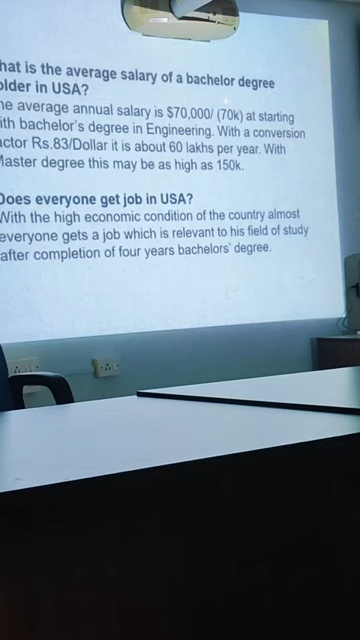 hat is the average salary of a bachelor degree
older in USA?
he average annual salary is $70,000/ (70k) at starting
ith bachelor's degree in Engineering. With a conversion
actor Rs.83/Dollar it is about 60 lakhs per year. With
Master degree this may be as high as 150k.
Does everyone get job in USA?
With the high economic condition of the country almost
everyone gets a job which is relevant to his field of study
after completion of four years bachelors' degree.